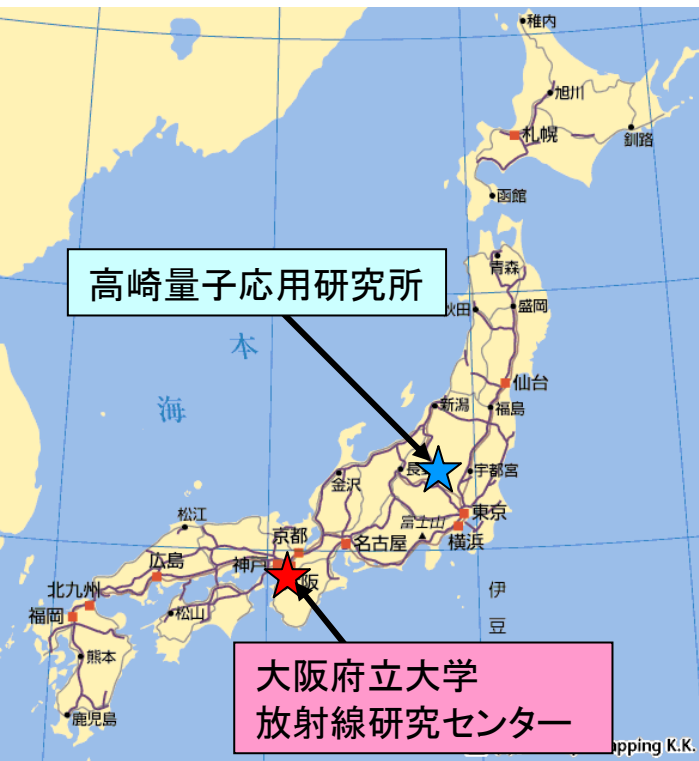 稚内
旭川
札幌
釧路
函館
青森
高崎量子応用研究所
秋田
盛岡
本
海
仙台
新潟
福島
長
宇都宮
金沢
東京
富士山
横浜
松江
京都
名古屋
広島
神戸
阪
北九州
福岡
松山
伊
豆
熊本
鹿児島
大阪府立大学
放射線研究センター
pping K.K.